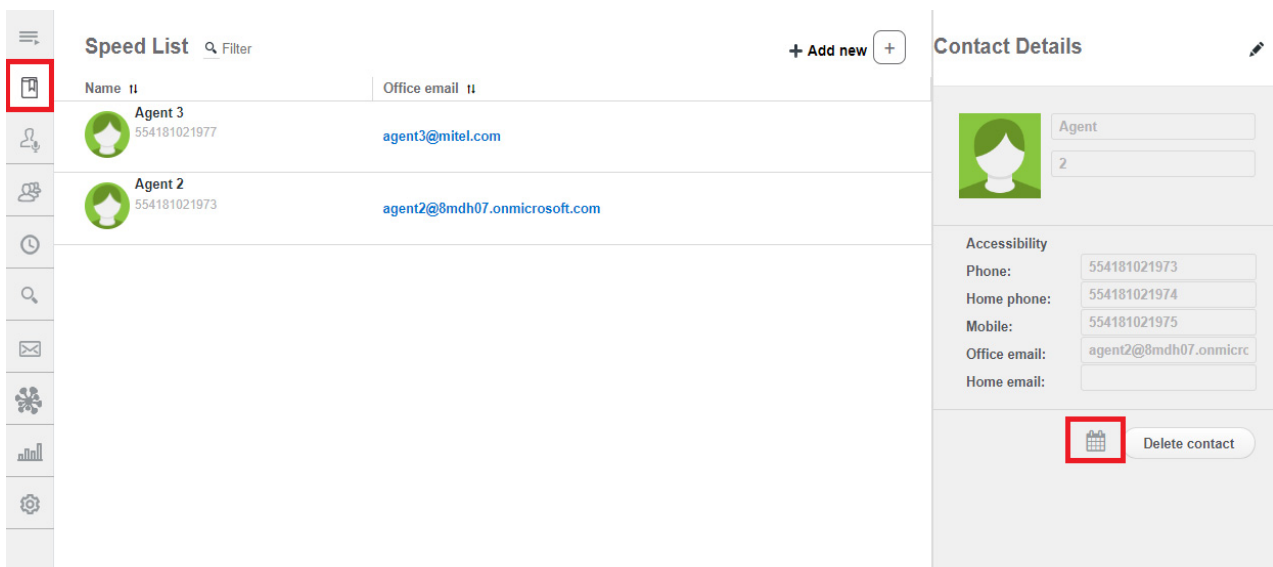 Speed List Filter
+ Add new +
Name Office email
Agent 3
554181021977
agent3@mitel.com
Agent 2
554181021973
agent2@8mdh07.onmicrosoft.com
Contact Details
Agent
2
Accessibility
Phone: 554181021973
Home phone: 554181021974
Mobile: 554181021975
Office email: agent2@8mdh07.onmicrc
Home email:
Delete contact